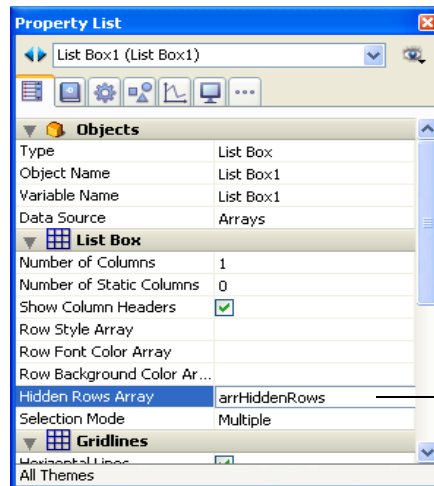 Property List
List Box1 (List Box1)
Objects
Type List Box
Object Name List Box1
Variable Name List Box1
Data Source Arrays
List Box
Number of Columns 1
Number of Static Columns 0
Show Column Headers
Row Style Array
Row Font Color Array
Row Background Color Ar...
Hidden Rows Array arrHiddenRows
Selection Mode Multiple
Gridlines
Horizontal Lines
All Themes